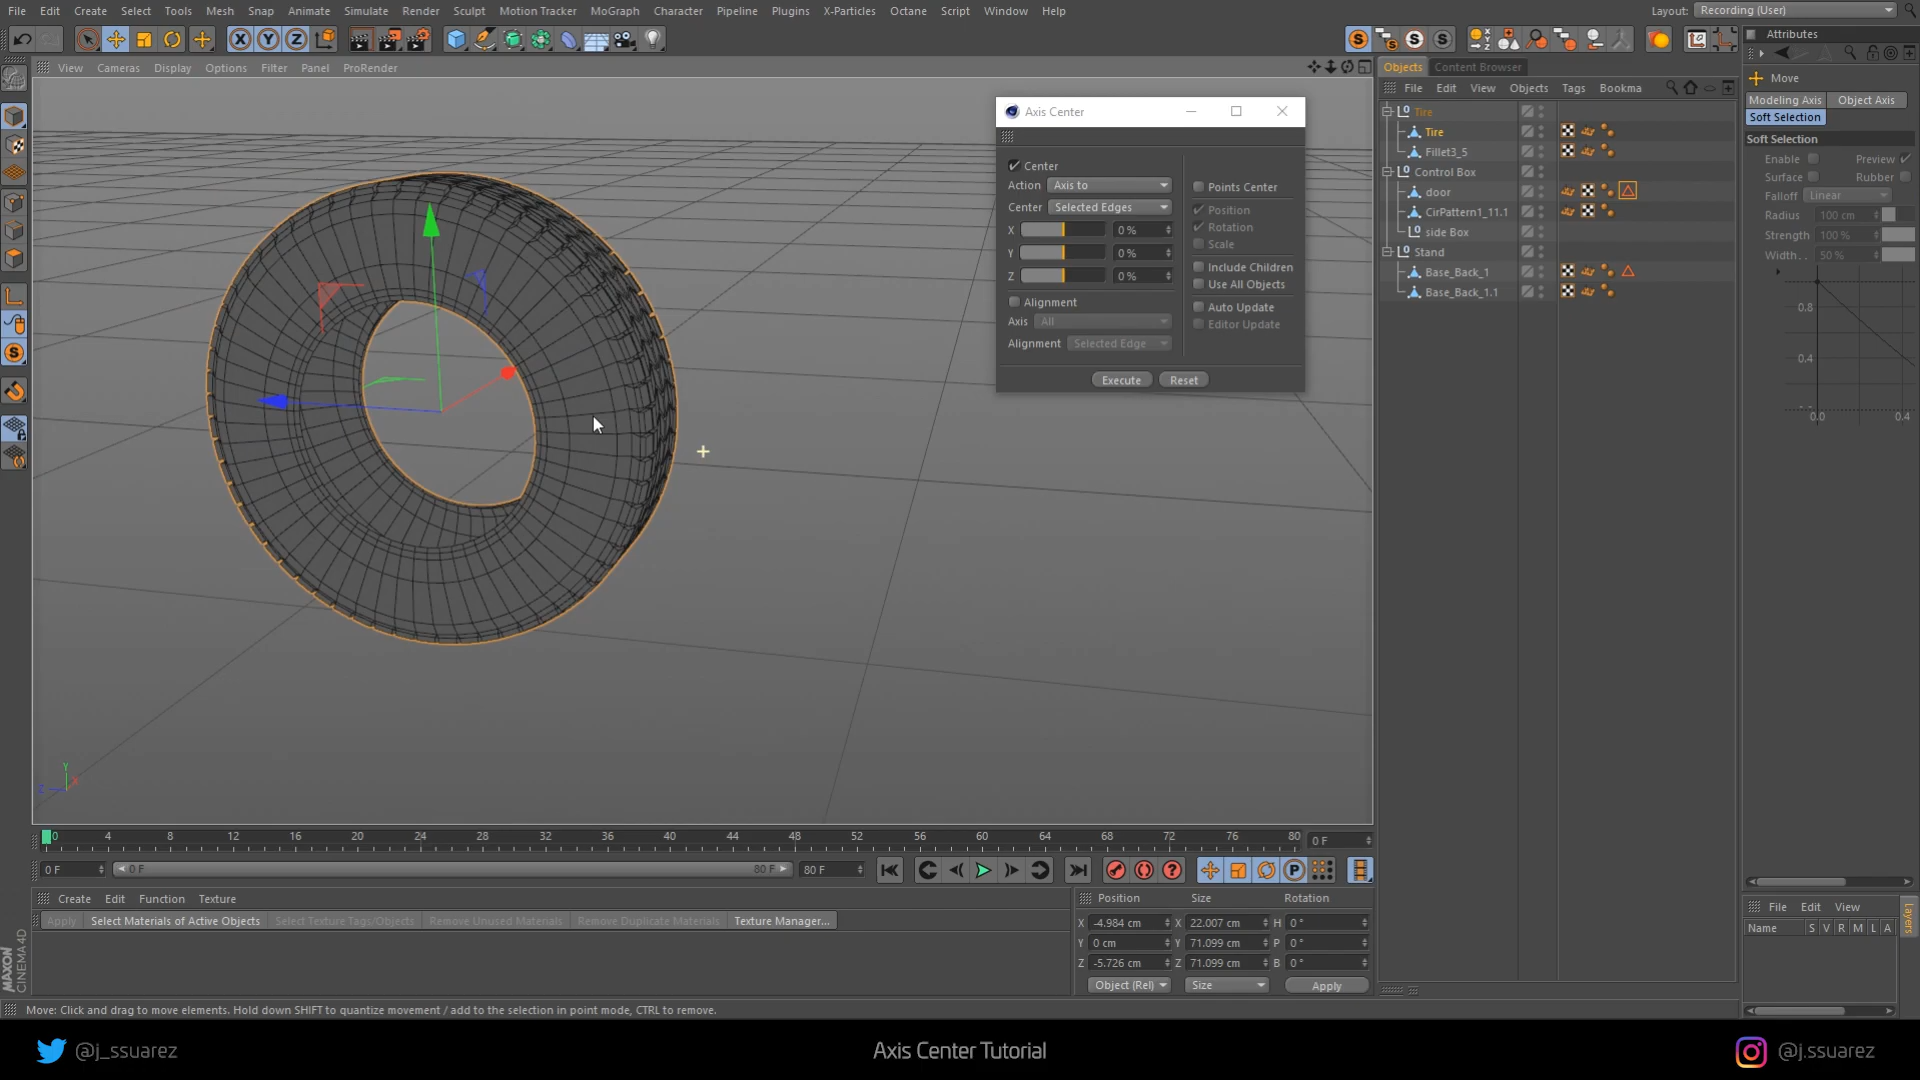 File Edit Create Select Tools Mesh Snap Animate Simulate Render Sculpt Motion Tracker MoGraph Character Pipeline Plugins X-Particles Octane Script Window Help
Layout: Recording (User)
View Cameras Display Options Filter Panel ProRender
Objects Content Browser
File Edit View Objects Tags Bookma
Tire
Tire
Fillet3_5
Control Box
door
CirPattern1_11.1
side Box
Stand
Base_Back_1
Base_Back_1.1
Attributes
Move
Modeling Axis Object Axis
Soft Selection
Soft Selection
Enable Preview
Surface Rubber
Falloff Linear
Radius 100 cm
Strength 100 %
Width. . 50 %
0.8
0.4
0.0 0.4
Axis Center
Center
Action Axis to
Center Selected Edges
X 0 %
Y 0 %
Z 0 %
Alignment
Axis All
Alignment Selected Edge
Points Center
Position
Rotation
Scale
Include Children
Use All Objects
Auto Update
Editor Update
Execute Reset
Y
X
Z
0 4 8 12 16 20 24 28 32 36 40 44 48 52 56 60 64 68 72 76 80 0 F
0 F 0 F 80 F 80 F
Create Edit Function Texture
Apply Select Materials of Active Objects Select Texture Tags/Objects Remove Unused Materials Remove Duplicate Materials Texture Manager...
Position Size Rotation
X -4.984 cm X 22.007 cm H 0 °
Y 0 cm Y 71.099 cm P 0 °
Z -5.726 cm Z 71.099 cm B 0 °
Object (Rel) Size Apply
File Edit View
Name S V R M L A
Layers
MAXON
CINEMA 4D
Move: Click and drag to move elements. Hold down SHIFT to quantize movement / add to the selection in point mode, CTRL to remove.
@j_ssuarez
Axis Center Tutorial
@j.ssuarez